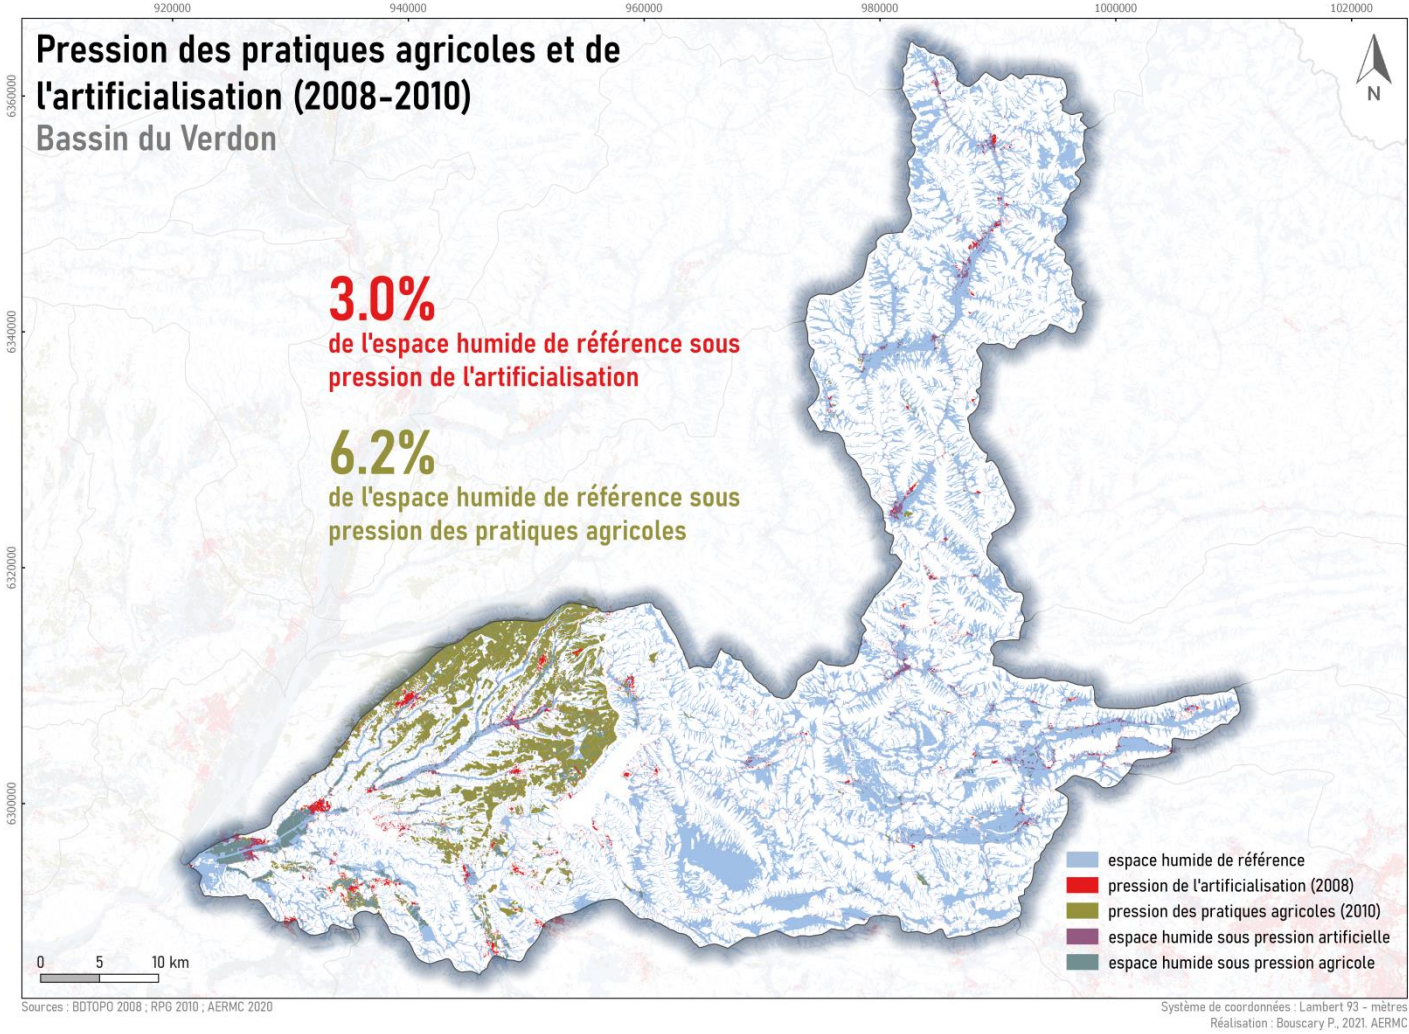 920000
940000
960000
980000
1000000
1020000
Pression des pratiques agricoles et de
l'artificialisation (2008-2010)
Bassin du Verdon
N
6360000
6340000
6320000
6300000
3.0%
de l'espace humide de référence sous
pression de l'artificialisation
6.2%
de l'espace humide de référence sous
pression des pratiques agricoles
espace humide de référence
pression de l'artificialisation (2008)
pression des pratiques agricoles (2010)
espace humide sous pression artificielle
espace humide sous pression agricole
0 5 10 km
Sources : BDTOPO 2008 ; RPG 2010 ; AERMC 2020
Système de coordonnées : Lambert 93 - mètres
Réalisation : Bouscary P., 2021. AERMC